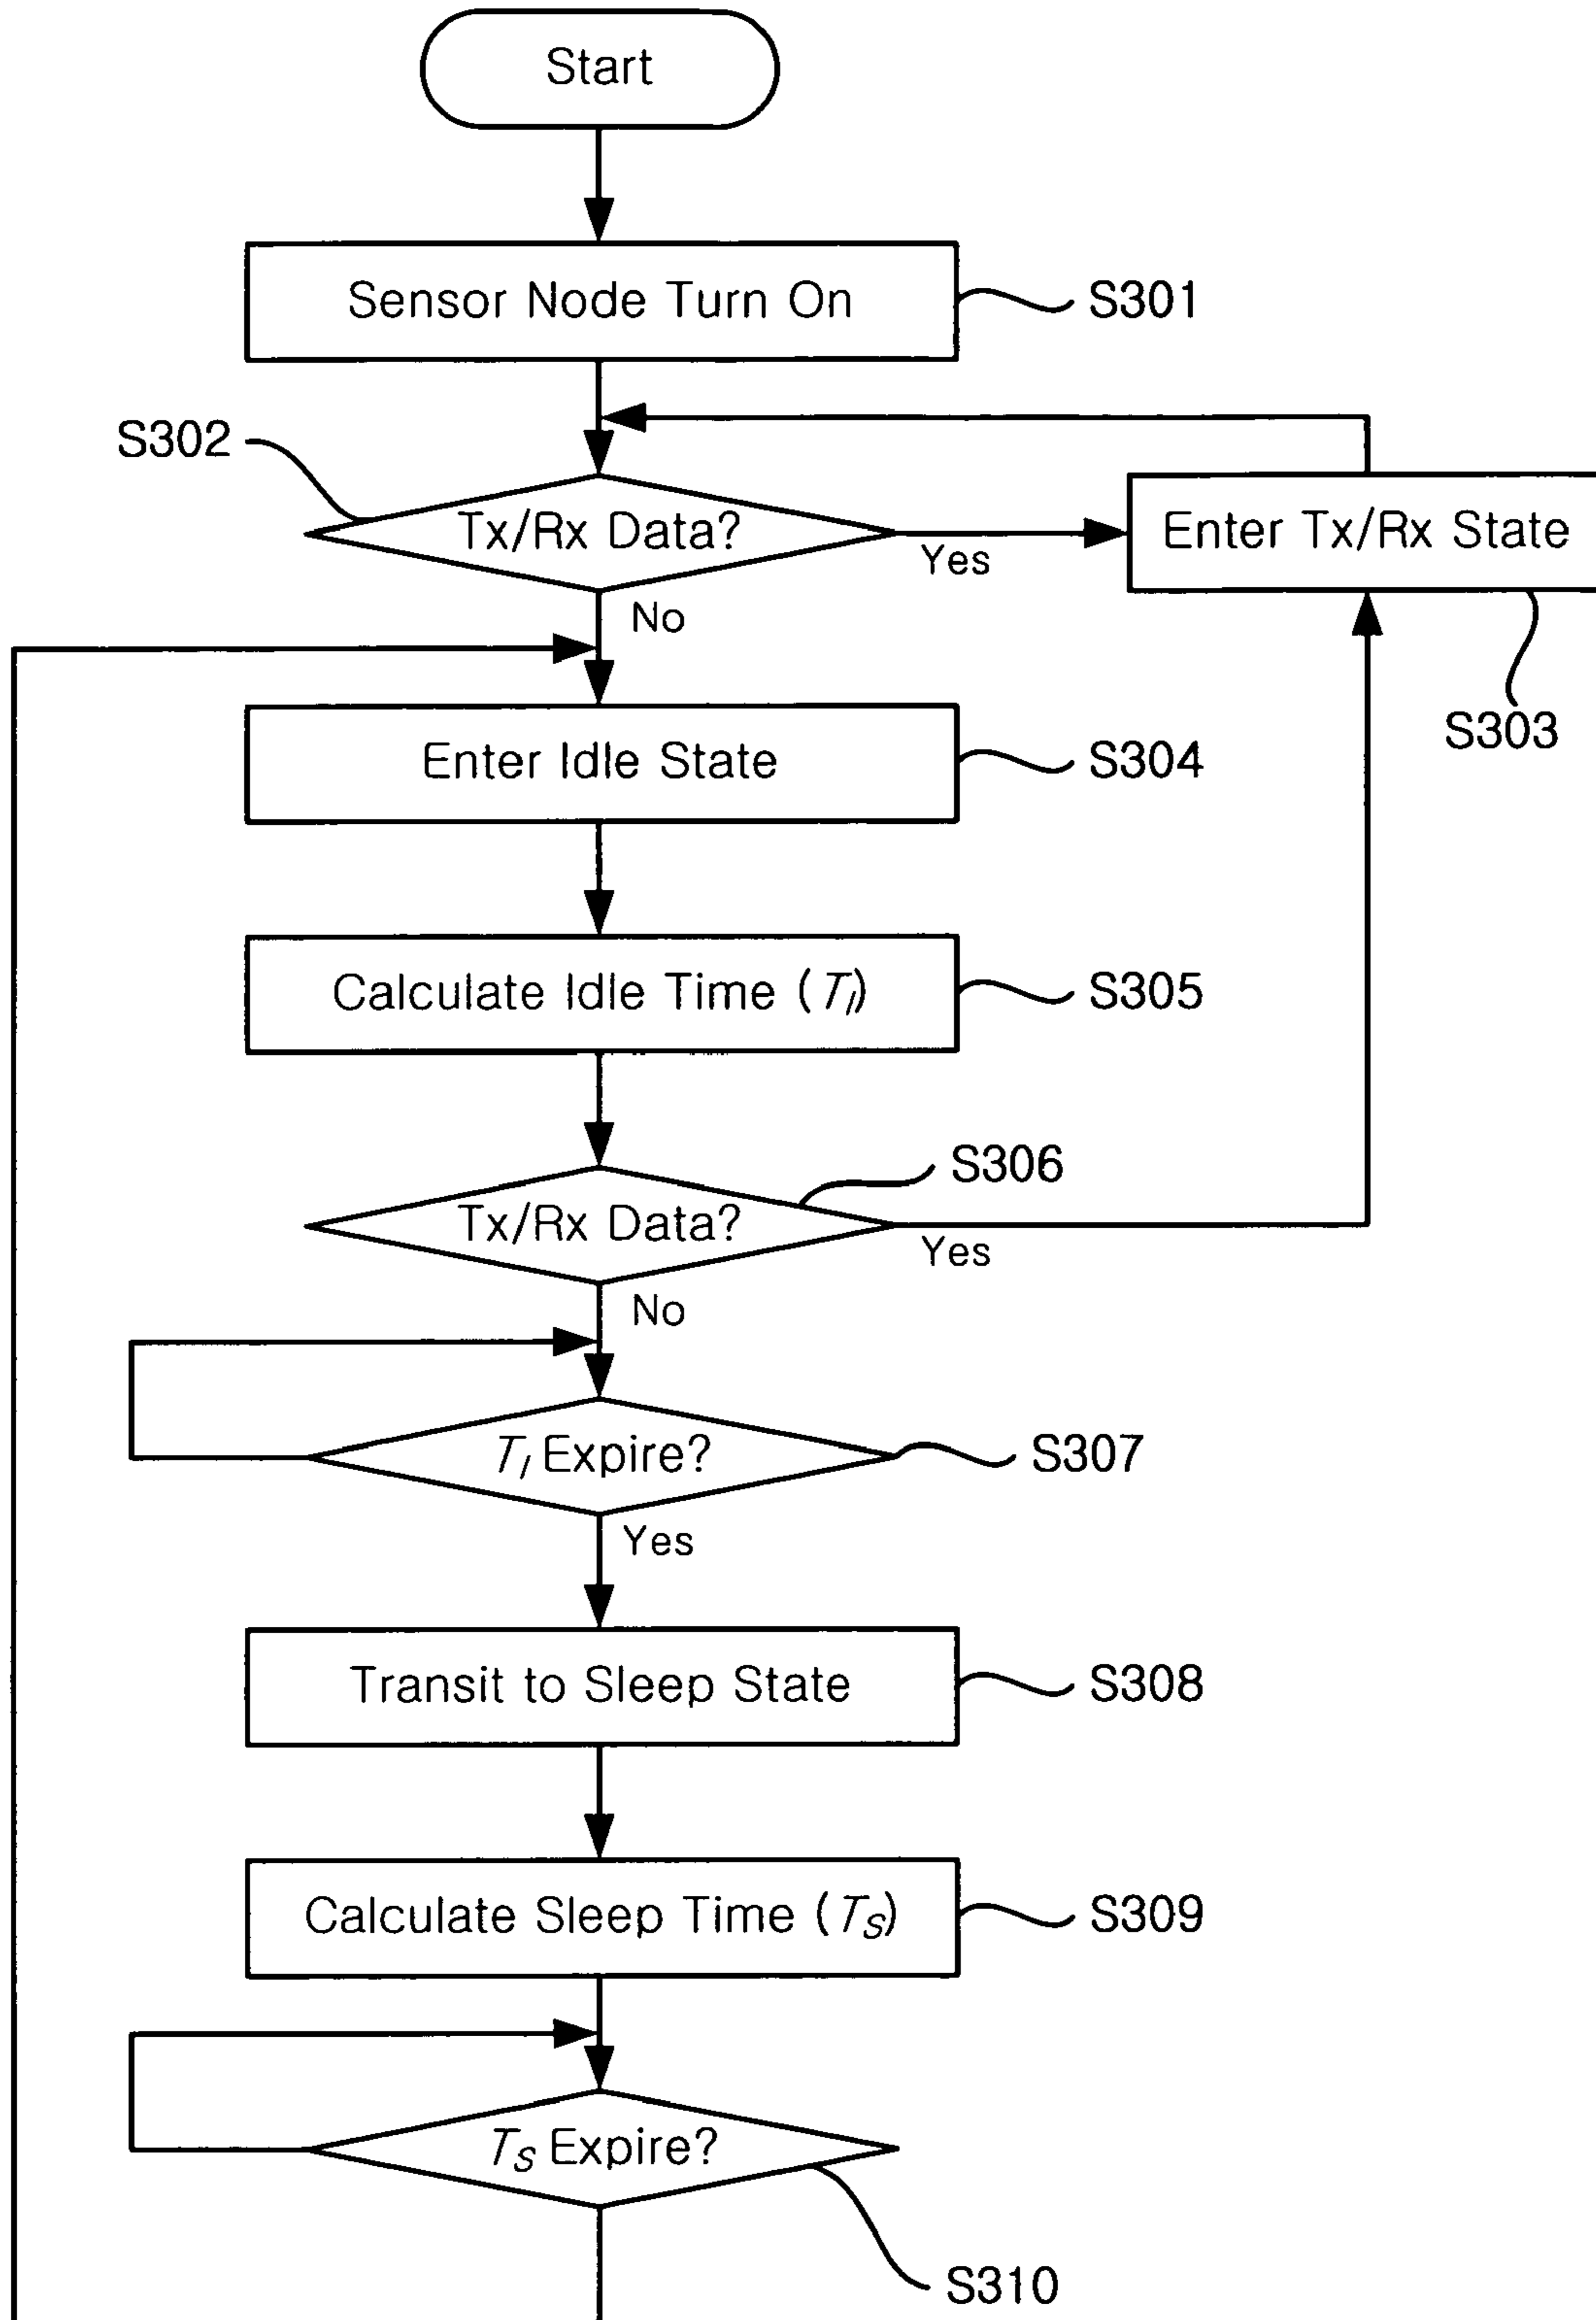 Start
Sensor Node Turn On
S301
S302
Tx/Rx Data?
Yes
Enter Tx/Rx State
No
S303
Enter Idle State
S304
Calculate Idle Time (TI)
S305
S306
Tx/Rx Data?
Yes
No
TI Expire?
S307
Yes
Transit to Sleep State
S308
Calculate Sleep Time (TS)
S309
TS Expire?
S310